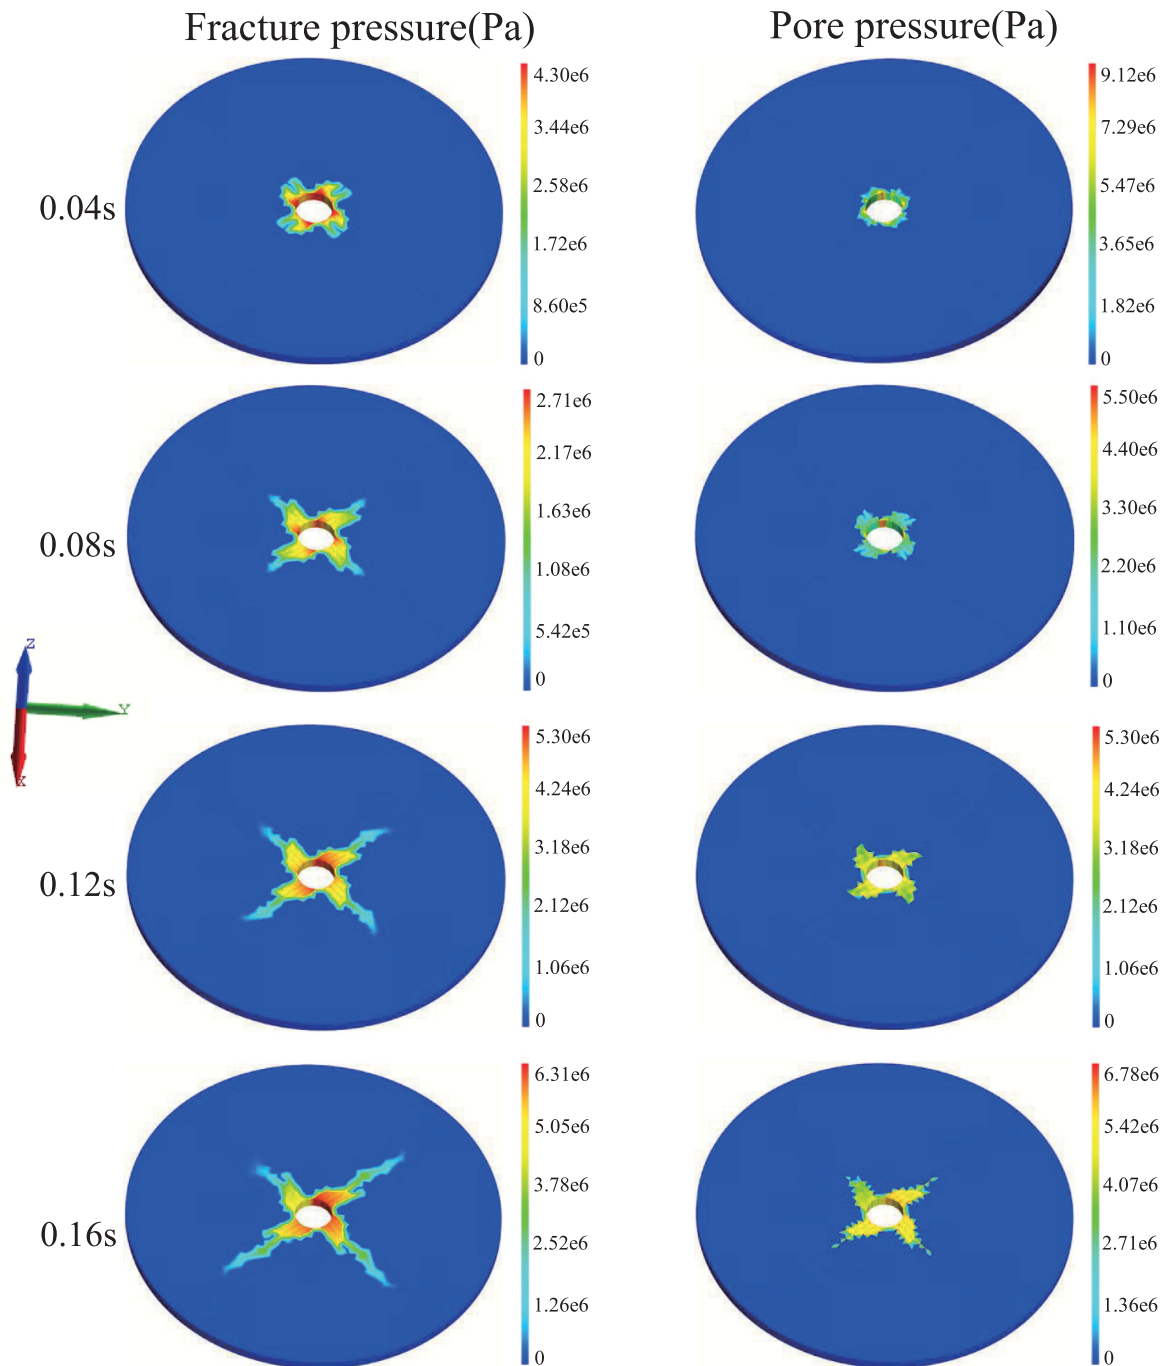 Fracture pressure(Pa)
Pore pressure(Pa)
0.04s
4.30e6
3.44e6
2.58e6
1.72e6
8.60e5
0
9.12e6
7.29e6
5.47e6
3.65e6
1.82e6
0
0.08s
2.71e6
2.17e6
1.63e6
1.08e6
5.42e5
0
5.50e6
4.40e6
3.30e6
2.20e6
1.10e6
0
Z
Y
X
0.12s
5.30e6
4.24e6
3.18e6
2.12e6
1.06e6
0
5.30e6
4.24e6
3.18e6
2.12e6
1.06e6
0
0.16s
6.31e6
5.05e6
3.78e6
2.52e6
1.26e6
0
6.78e6
5.42e6
4.07e6
2.71e6
1.36e6
0